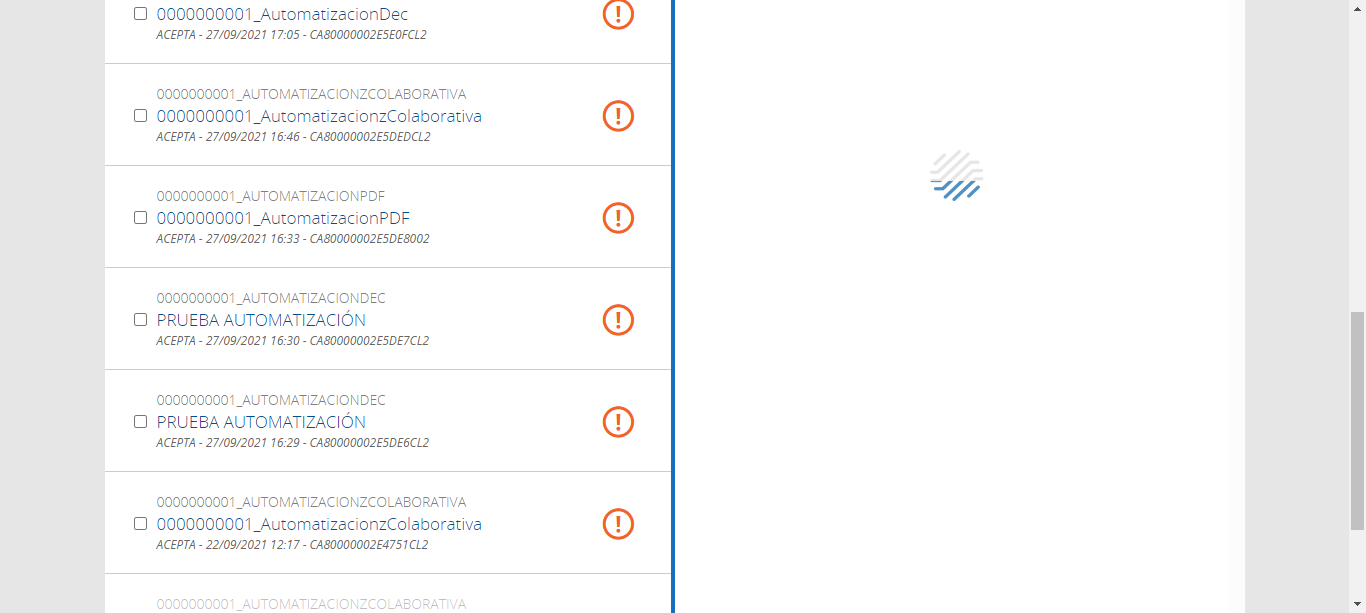 0000000001_AutomatizacionDec
ACEPTA - 27/09/2021 17:05 - CA80000002E5E0FCL2
0000000001_AUTOMATIZACIONZCOLABORATIVA
0000000001_AutomatizacionzColaborativa
ACEPTA - 27/09/2021 16:46 - CA80000002E5DEDCL2
0000000001_AUTOMATIZACIONPDF
0000000001_AutomatizacionPDF
ACEPTA - 27/09/2021 16:33 - CA80000002E5DE8002
0000000001_AUTOMATIZACIONDEC
PRUEBA AUTOMATIZACIÓN
ACEPTA - 27/09/2021 16:30 - CA80000002E5DE7CL2
0000000001_AUTOMATIZACIONDEC
PRUEBA AUTOMATIZACIÓN
ACEPTA - 27/09/2021 16:29 - CA80000002E5DE6CL2
0000000001_AUTOMATIZACIONZCOLABORATIVA
0000000001_AutomatizacionzColaborativa
ACEPTA - 22/09/2021 12:17 - CA80000002E4751CL2
0000000001_AUTOMATIZACIONZCOLABORATIVA